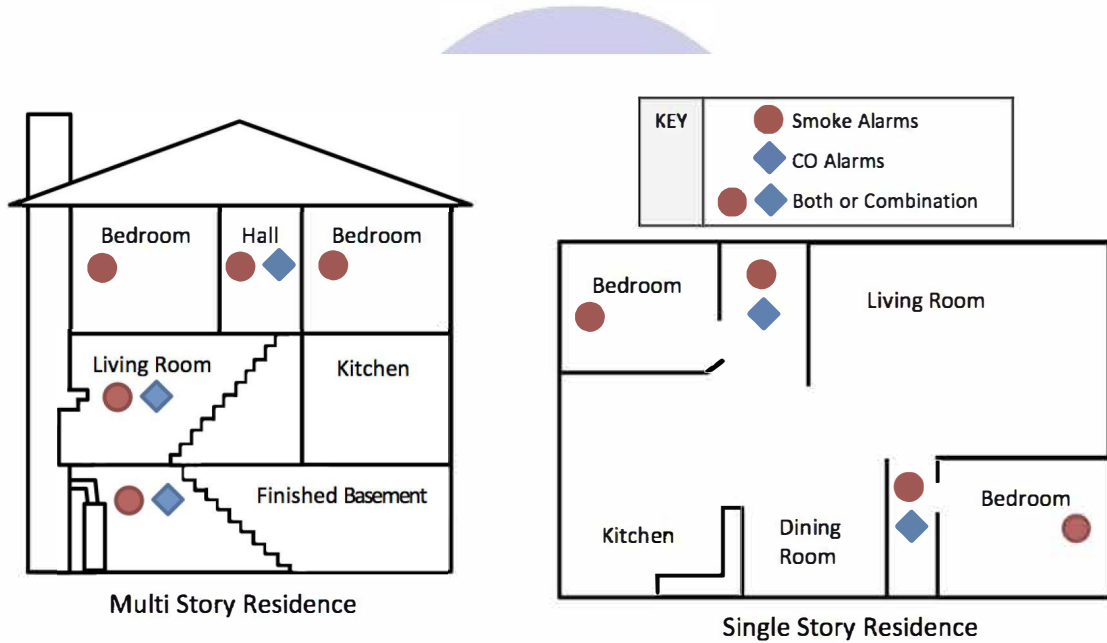 KEY
Smoke Alarms
CO Alarms
Both or Combination
Bedroom
Hall
Bedroom
Living Room
Kitchen
Finished Basement
Multi Story Residence
Bedroom
Living Room
Kitchen
Dining
Room
Bedroom
Single Story Residence